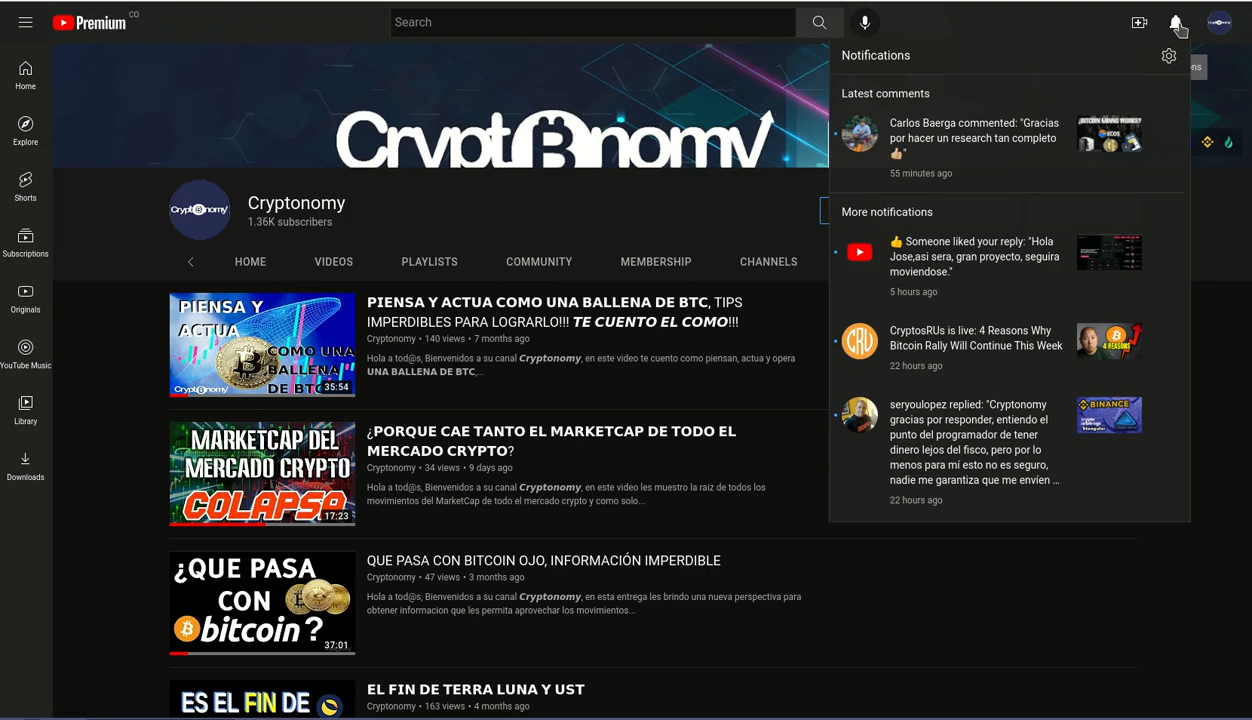 Premium CO
Search
Notifications
ns
Home
Explore
Shorts
Subscriptions
Originals
YouTube Music
Library
Downloads
Crypt₿nomy
Crypt₿nomy
Cryptonomy
1.36K subscribers
HOME VIDEOS PLAYLISTS COMMUNITY MEMBERSHIP CHANNELS
PIENSA Y
ACTUA
COMO UNA
BALLENA
DE BTC
Crypt₿nomy
35:54
PIENSA Y ACTUA COMO UNA BALLENA DE BTC, TIPS
IMPERDIBLES PARA LOGRARLO!!! TE CUENTO EL COMO!!!
Cryptonomy • 140 views • 7 months ago
Hola a tod@s, Bienvenidos a su canal Cryptonomy, en este video te cuento como piensan, actua y opera
UNA BALLENA DE BTC,...
MARKETCAP DEL
MERCADO CRYPTO
COLAPSA
17:23
¿PORQUE CAE TANTO EL MARKETCAP DE TODO EL
MERCADO CRYPTO?
Cryptonomy • 34 views • 9 days ago
Hola a tod@s, Bienvenidos a su canal Cryptonomy, en este video les muestro la raiz de todos los
movimientos del MarketCap de todo el mercado crypto y como solo...
¿QUE PASA
CON
bitcoin?
37:01
QUE PASA CON BITCOIN OJO, INFORMACIÓN IMPERDIBLE
Cryptonomy • 47 views • 3 months ago
Hola a tod@s, Bienvenidos a su canal Cryptonomy, en esta entrega les brindo una nueva perspectiva para
obtener informacion que les permita aprovechar los movimientos...
ES EL FIN DE
EL FIN DE TERRA LUNA Y UST
Cryptonomy • 163 views • 4 months ago
Latest comments
Carlos Baerga commented: "Gracias
por hacer un research tan completo
👍🏼"
55 minutes ago
¿BITCOIN MINING WORKS?
ECOS
More notifications
👍 Someone liked your reply: "Hola
Jose,asi sera, gran proyecto, seguira
moviendose."
5 hours ago
CRU
CryptosRUs is live: 4 Reasons Why
Bitcoin Rally Will Continue This Week
22 hours ago
4 REASONS
seryoulopez replied: "Cryptonomy
gracias por responder, entiendo el
punto del programador de tener
dinero lejos del fisco, pero por lo
menos para mí esto no es seguro,
nadie me garantiza que me envíen ...
22 hours ago
BINANCE